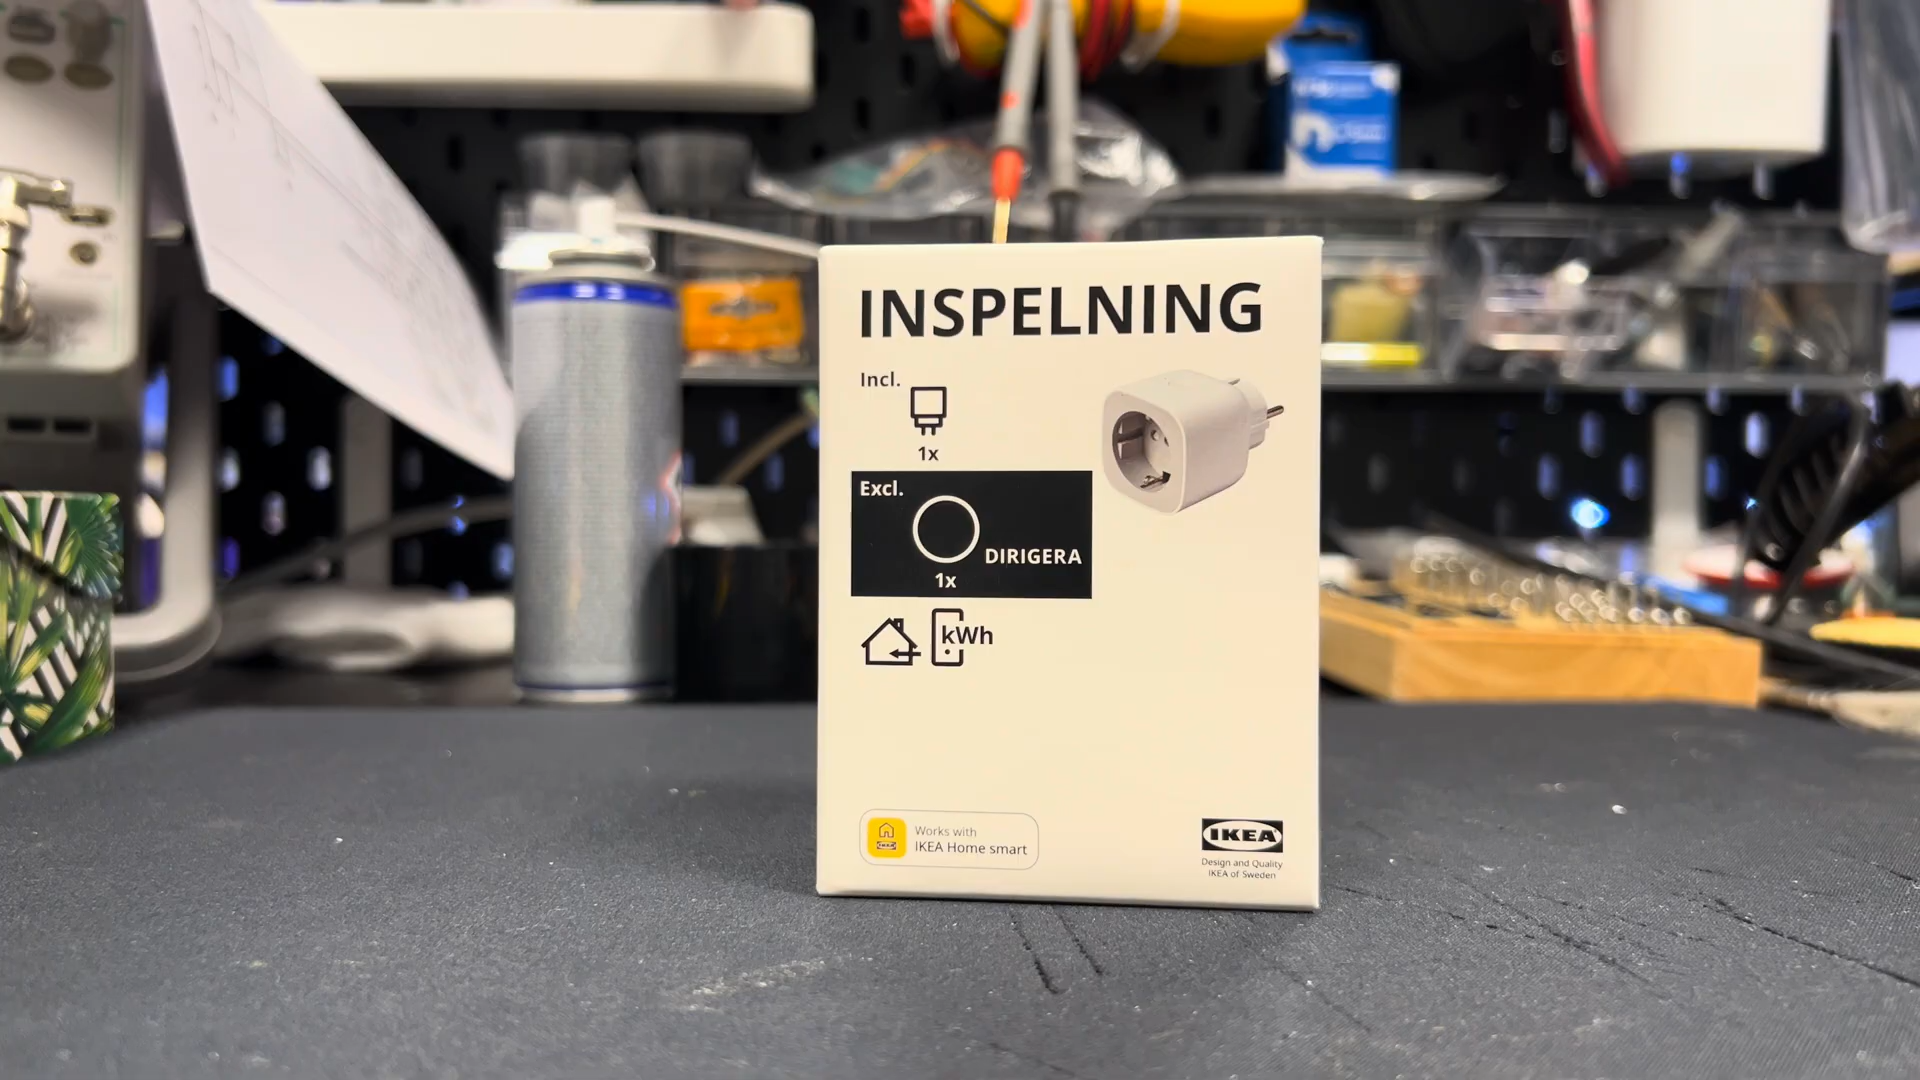 INSPELNING
Incl.
1x
Excl.
DIRIGERA
1x
kWh
Works with
IKEA Home smart
IKEA
Design and Quality
IKEA of Sweden